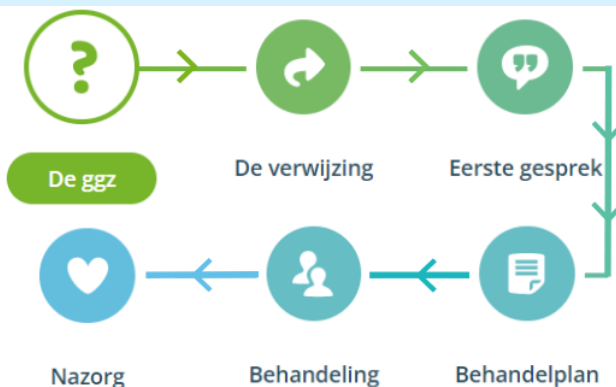 ?
De ggz
De verwijzing
Eerste gesprek
Nazorg
Behandeling
Behandelplan